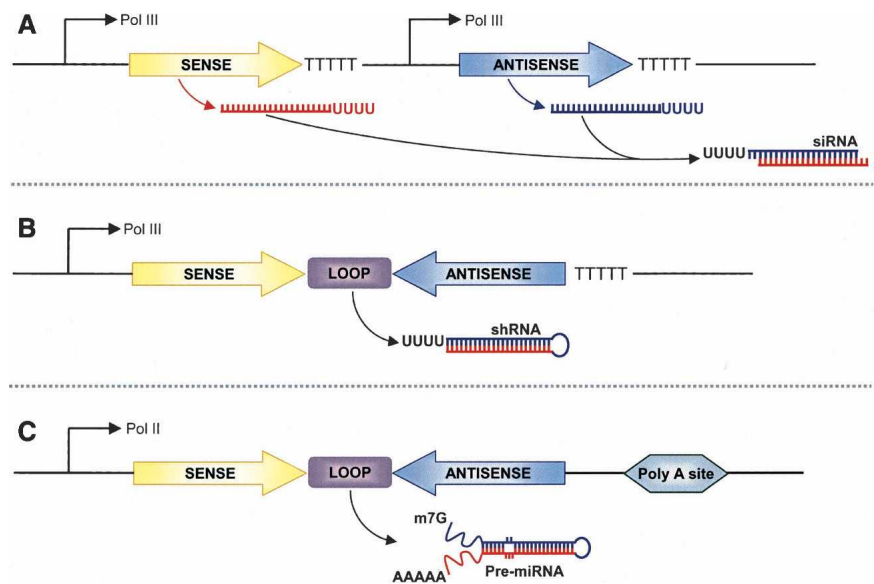 A
Pol III
Pol III
SENSE
TTTTT
ANTISENSE
TTTTT
UUUU
UUUU
UUUU
siRNA
B
Pol III
SENSE
LOOP
ANTISENSE
TTTTT
UUUU
shRNA
C
Pol II
SENSE
LOOP
ANTISENSE
Poly A site
m7G
AAAAA
Pre-miRNA